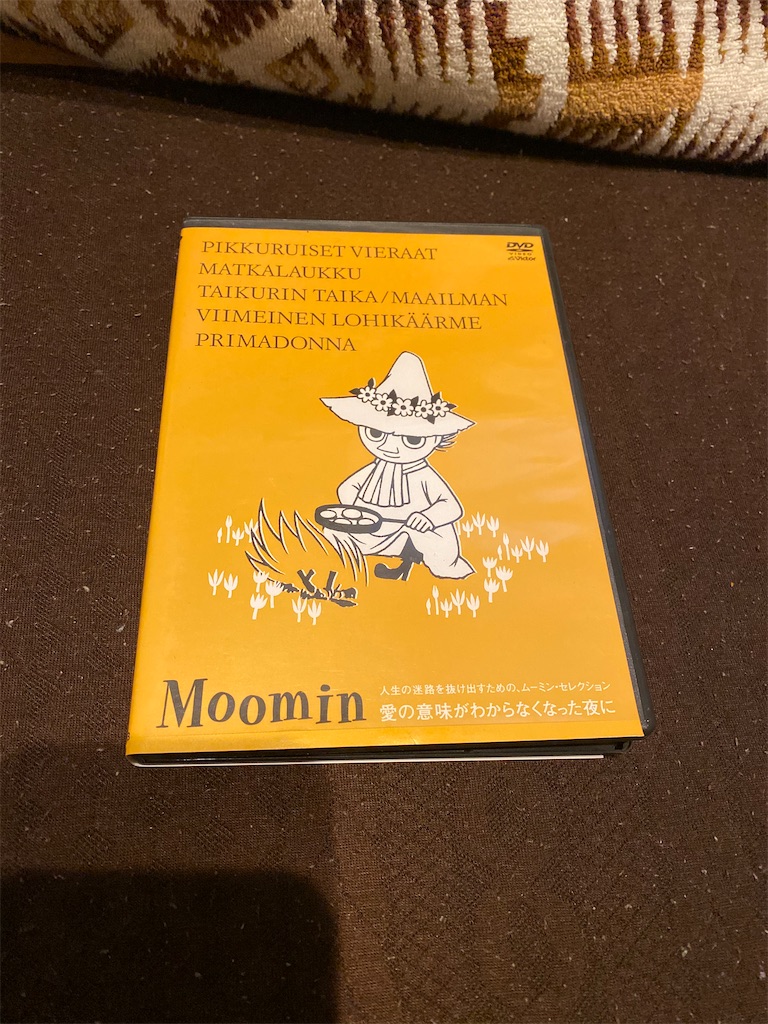 PIKKURUISET VIERAAT
MATKALAUKKU
TAIKURIN TAIKA/MAAILMAN
VIIMEINEN LOHIKÄÄRME
PRIMADONNA
DVD
VIDEO
Victor
Moomin
人生の迷路を抜け出すための、ムーミン・セレクション
愛の意味がわからなくなった夜に